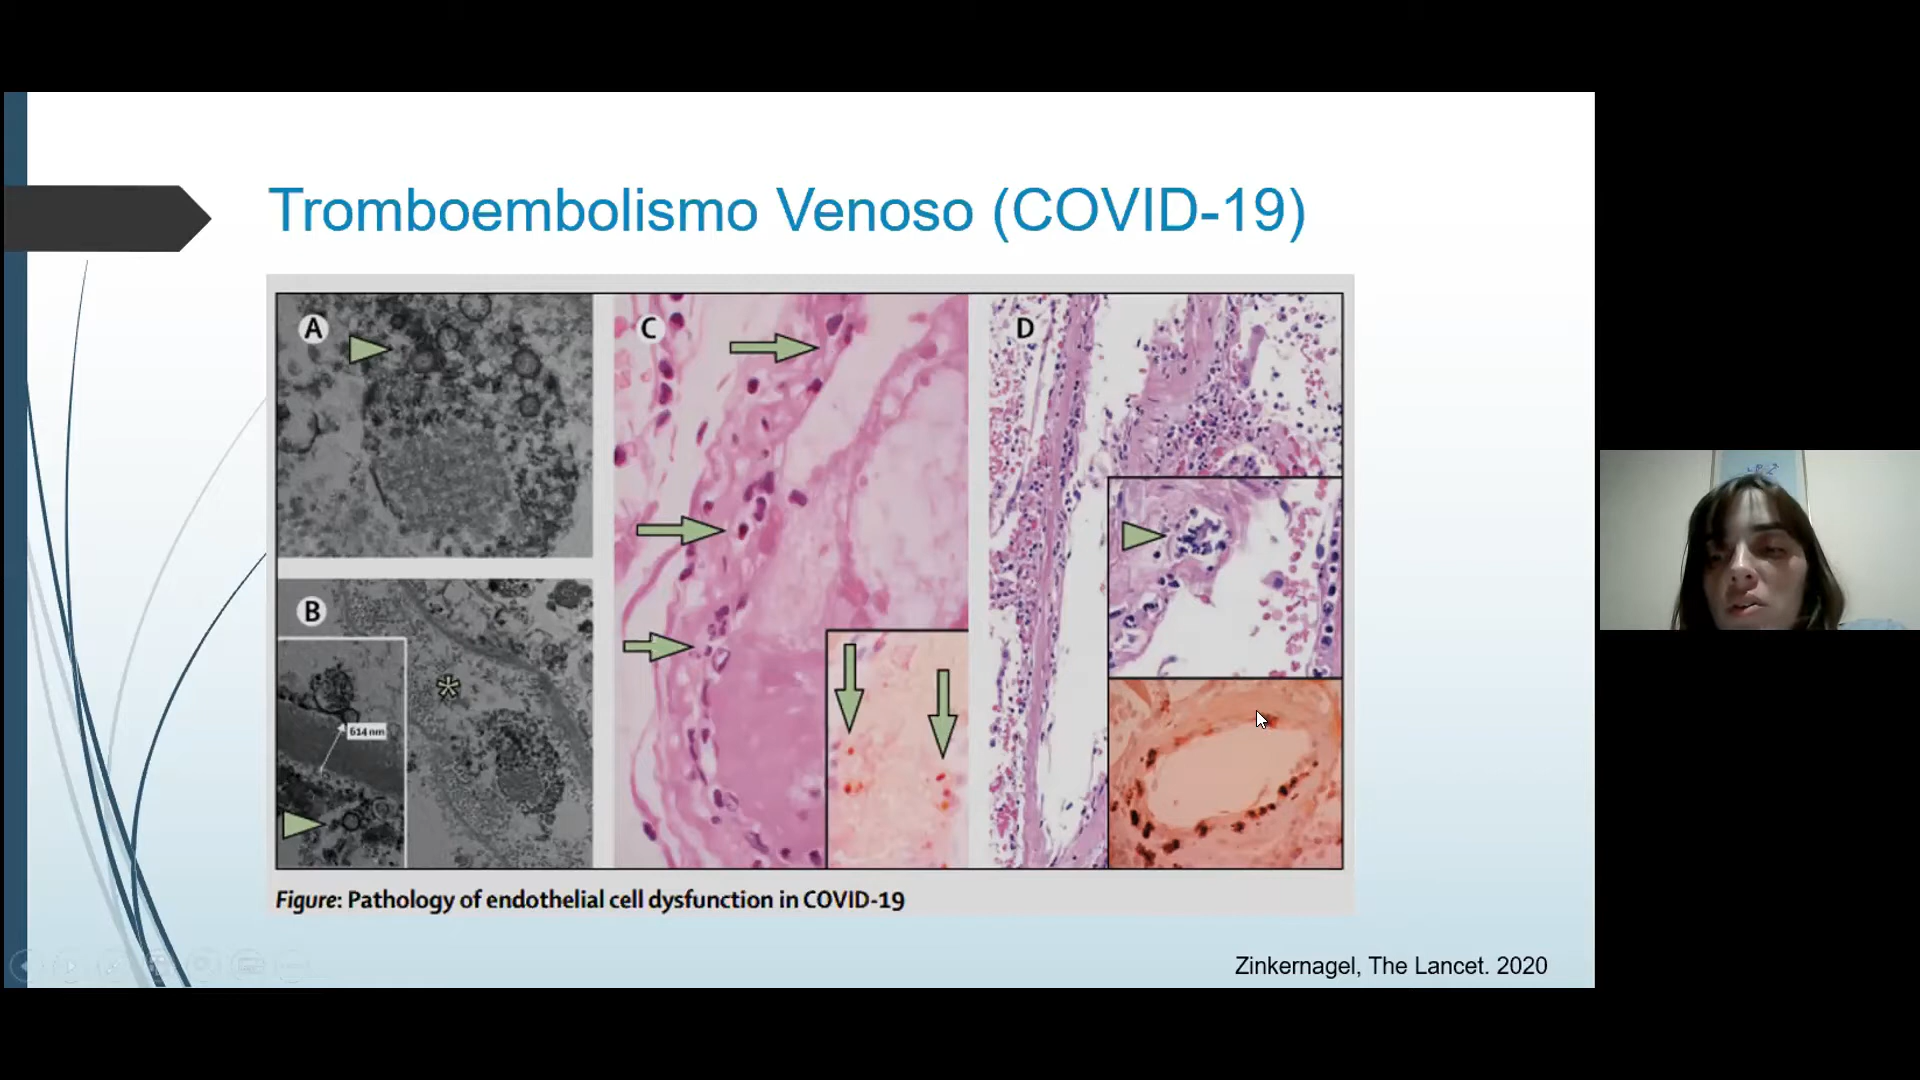 Tromboembolismo Venoso (COVID-19)
A
C
D
B
*
614 nm
Figure: Pathology of endothelial cell dysfunction in COVID-19
Zinkernagel, The Lancet. 2020